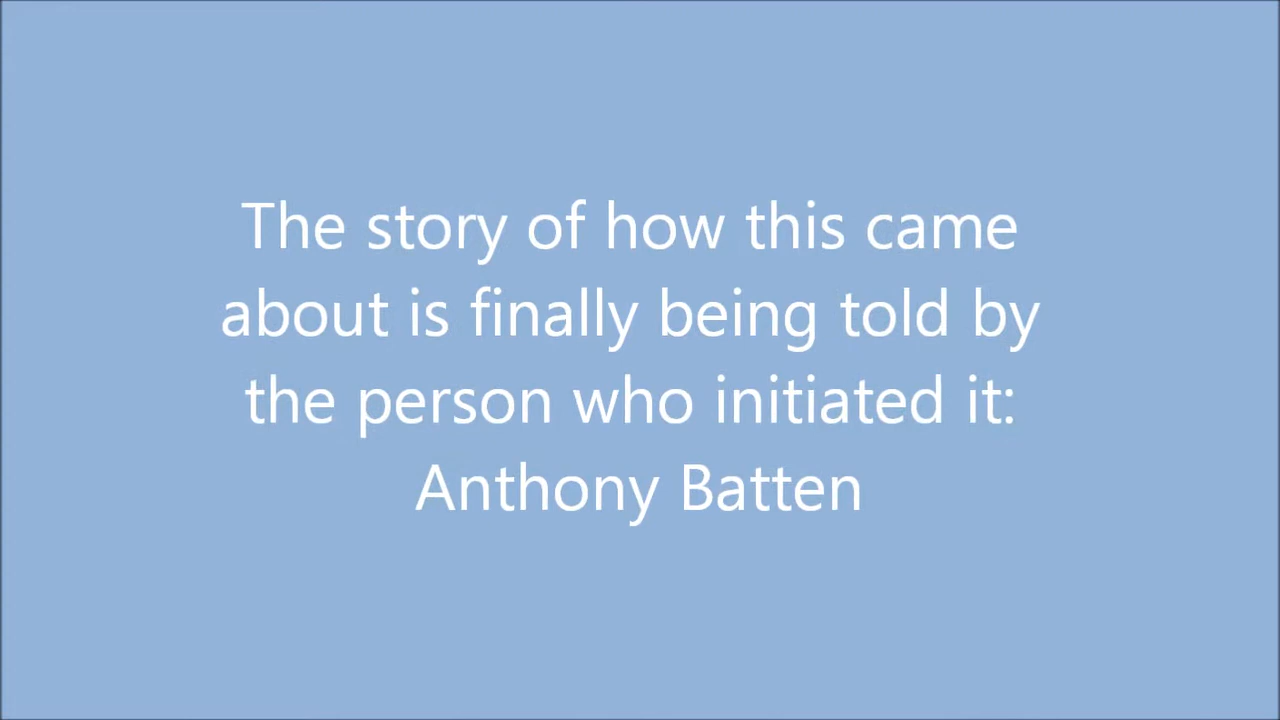 The story of how this came
about is finally being told by
the person who initiated it:
Anthony Batten